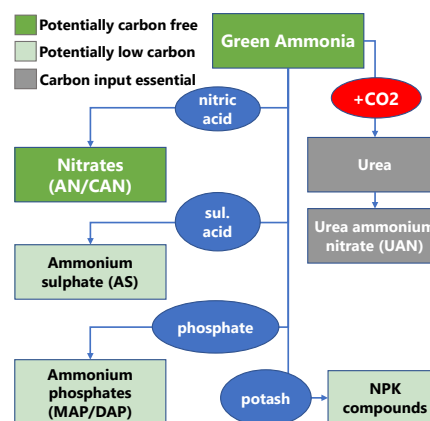 Potentially carbon free
Potentially low carbon
Carbon input essential
Green Ammonia
nitric
acid
+CO2
Nitrates
(AN/CAN)
Urea
sul.
acid
Urea ammonium
nitrate (UAN)
Ammonium
sulphate (AS)
phosphate
Ammonium
phosphates
(MAP/DAP)
potash
NPK
compounds